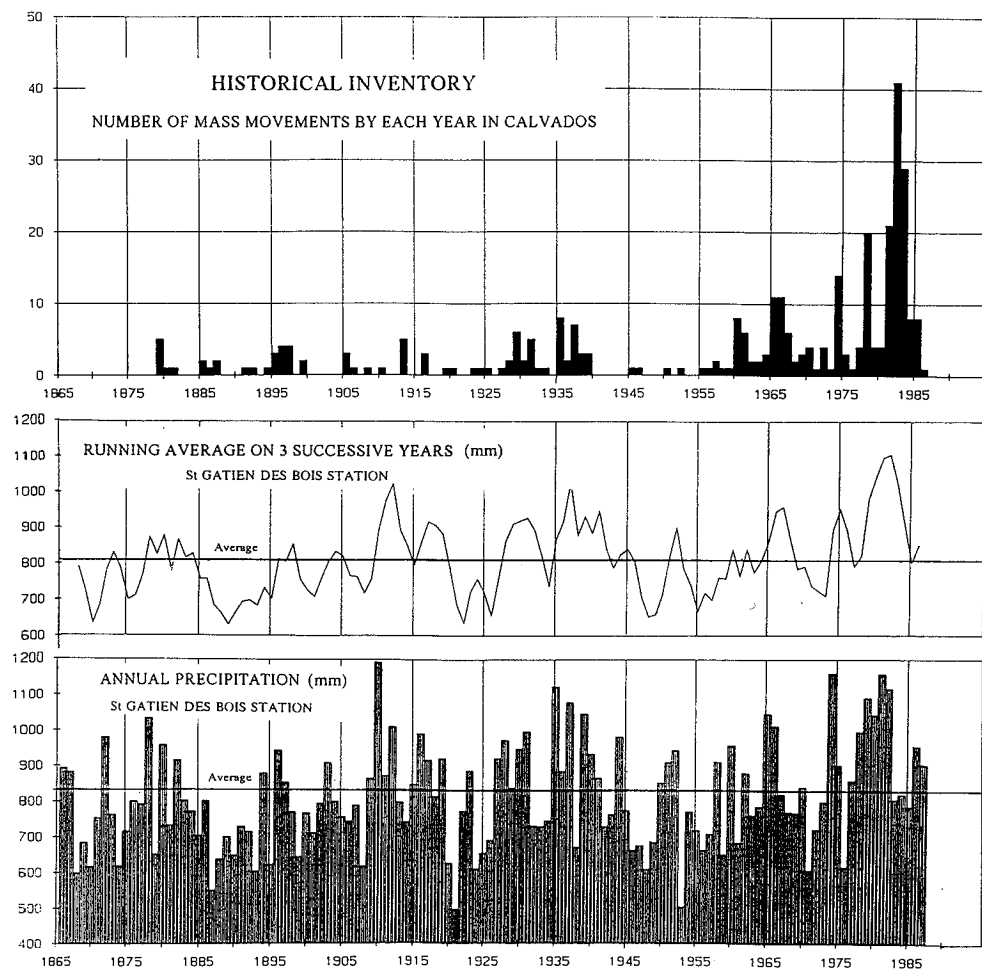 50
HISTORICAL INVENTORY
40
NUMBER OF MASS MOVEMENTS BY EACH YEAR IN CALVADOS
30
20
10
0
1865 1875 1885 1895 1905 1915 1925 1935 1945 1955 1965 1975 1985
1200
RUNNING AVERAGE ON 3 SUCCESSIVE YEARS (mm)
1100
St GATIEN DES BOIS STATION
1000
900
Average
800
700
600
1200
ANNUAL PRECIPITATION (mm)
1100
St GATIEN DES BOIS STATION
1000
900
Average
800
700
600
500
400
1865 1875 1885 1895 1905 1915 1925 1935 1945 1955 1965 1975 1985